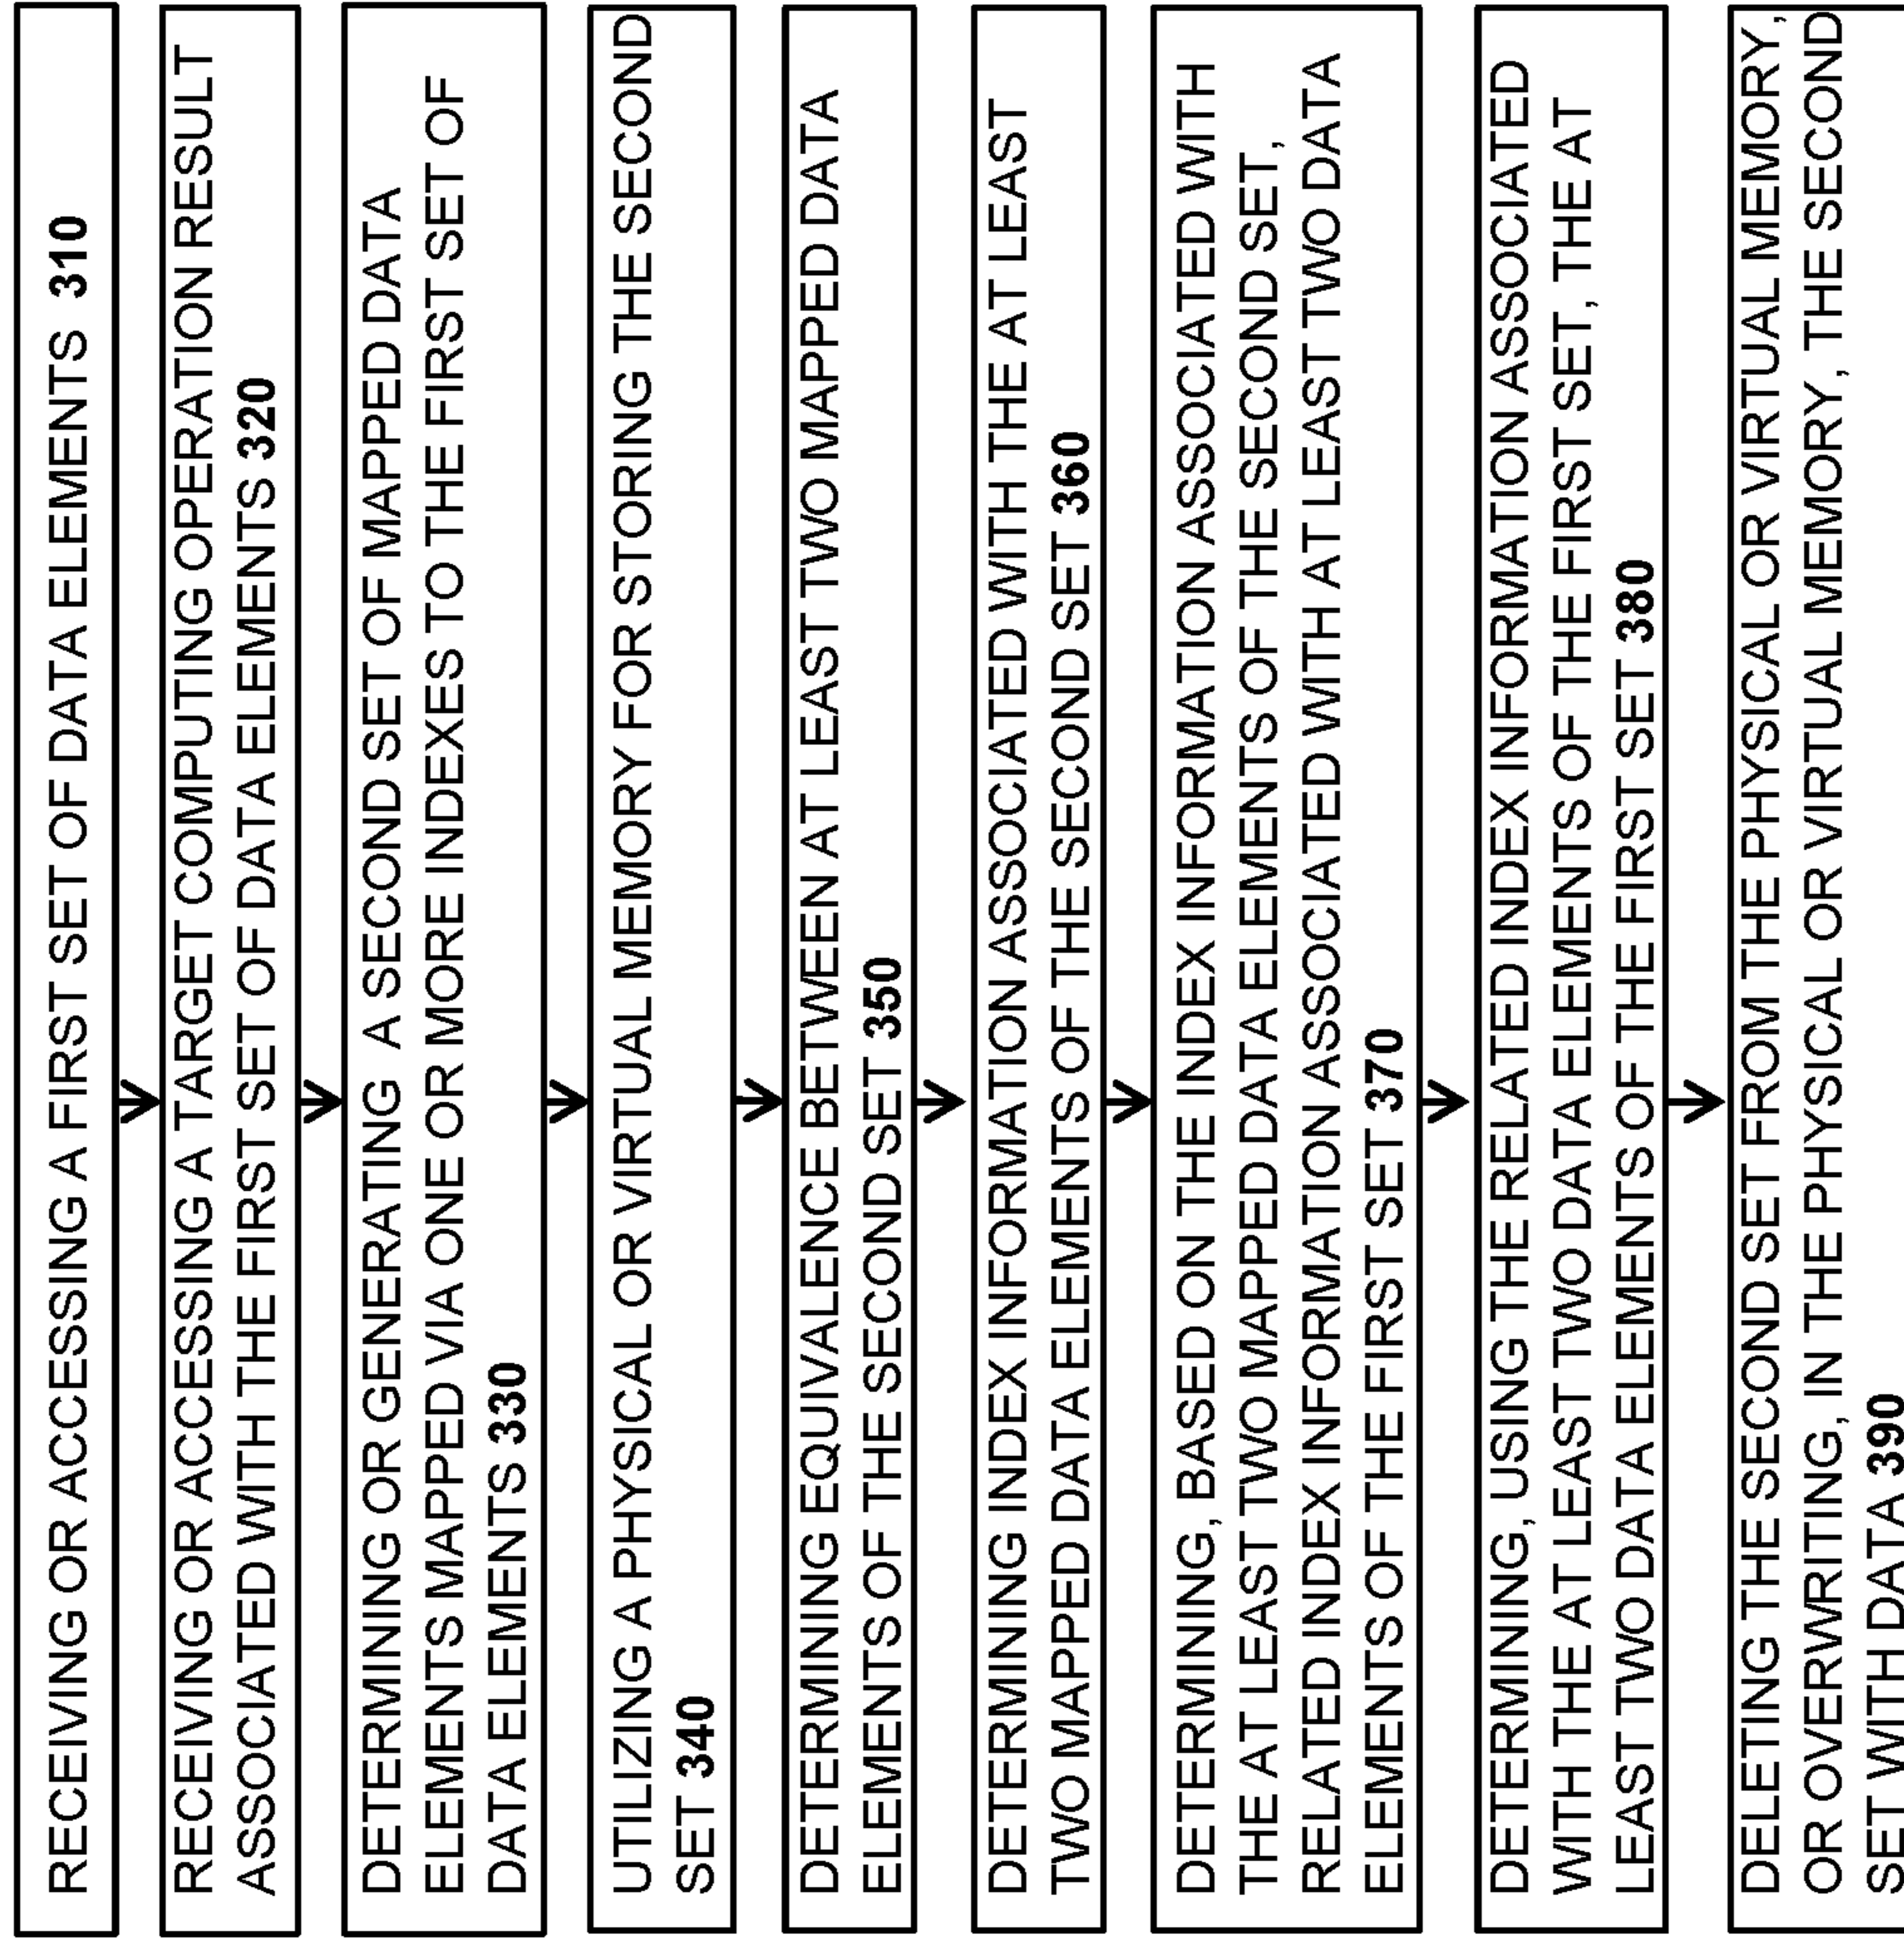 RECEIVING OR ACCESSING A FIRST SET OF DATA ELEMENTS 310
RECEIVING OR ACCESSING A TARGET COMPUTING OPERATION RESULT
ASSOCIATED WITH THE FIRST SET OF DATA ELEMENTS 320
DETERMINING OR GENERATING A SECOND SET OF MAPPED DATA
ELEMENTS MAPPED VIA ONE OR MORE INDEXES TO THE FIRST SET OF
DATA ELEMENTS 330
UTILIZING A PHYSICAL OR VIRTUAL MEMORY FOR STORING THE SECOND
SET 340
DETERMINING EQUIVALENCE BETWEEN AT LEAST TWO MAPPED DATA
ELEMENTS OF THE SECOND SET 350
DETERMINING INDEX INFORMATION ASSOCIATED WITH THE AT LEAST
TWO MAPPED DATA ELEMENTS OF THE SECOND SET 360
DETERMINING, BASED ON THE INDEX INFORMATION ASSOCIATED WITH
THE AT LEAST TWO MAPPED DATA ELEMENTS OF THE SECOND SET,
RELATED INDEX INFORMATION ASSOCIATED WITH AT LEAST TWO DATA
ELEMENTS OF THE FIRST SET 370
DETERMINING, USING THE RELATED INDEX INFORMATION ASSOCIATED
WITH THE AT LEAST TWO DATA ELEMENTS OF THE FIRST SET, THE AT
LEAST TWO DATA ELEMENTS OF THE FIRST SET 380
DELETING THE SECOND SET FROM THE PHYSICAL OR VIRTUAL MEMORY,
OR OVERWRITING, IN THE PHYSICAL OR VIRTUAL MEMORY, THE SECOND
SET WITH DATA 390